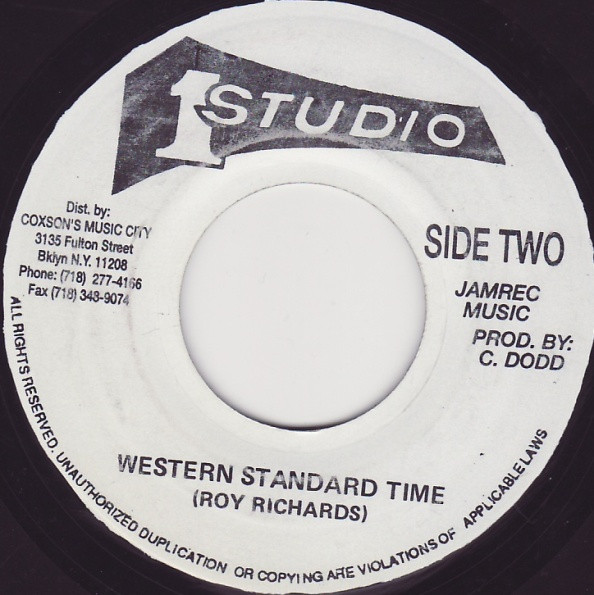 1 STUDIO
Dist. by:
COXSON'S MUSIC CITY
3135 Fulton Street
Bklyn N.Y. 11208
Phone: (718) 277-4166
Fax (718) 343-9074
SIDE TWO
JAMREC
MUSIC
PROD. BY:
C. DODD
WESTERN STANDARD TIME
(ROY RICHARDS)
ALL RIGHTS RESERVED. UNAUTHORIZED DUPLICATION OR COPYING ARE VIOLATIONS OF APPLICABLE LAWS